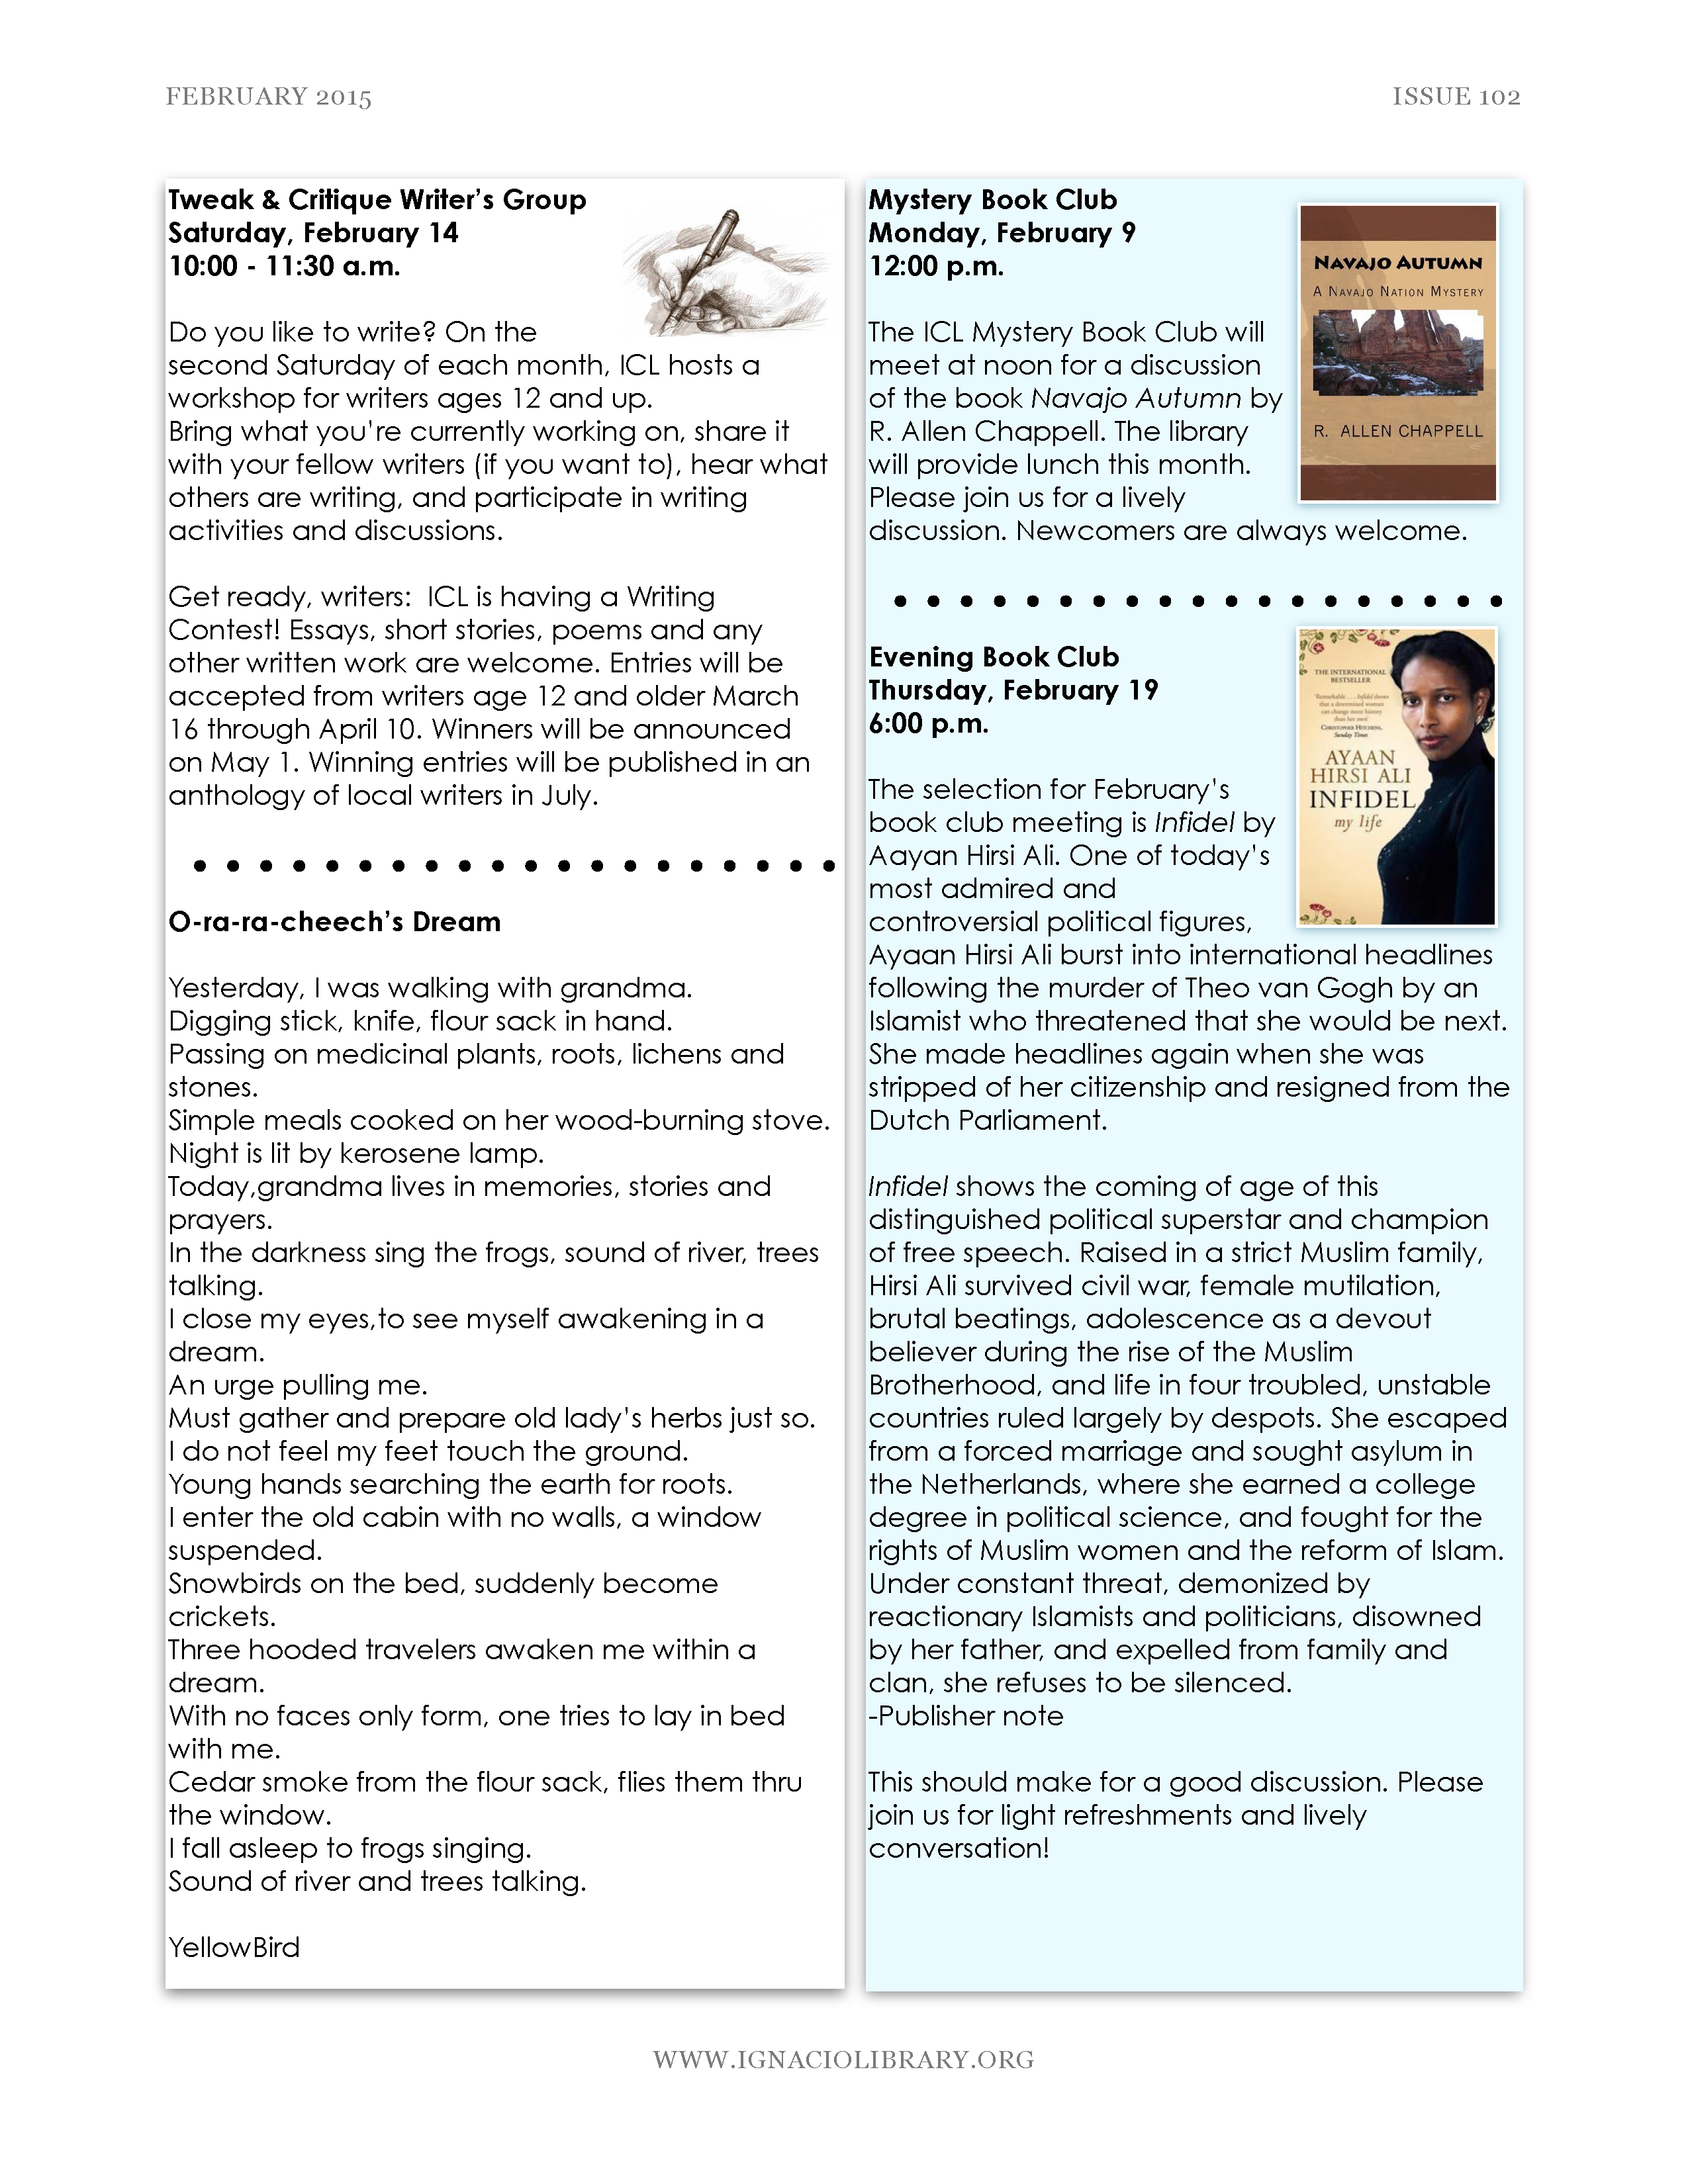 FEBRUARY 2015
ISSUE 102
Tweak & Critique Writer's Group
Saturday, February 14
10:00 - 11:30 a.m.
Do you like to write? On the
second Saturday of each month, ICL hosts a
workshop for writers ages 12 and up.
Bring what you're currently working on, share it
with your fellow writers (if you want to), hear what
others are writing, and participate in writing
activities and discussions.
Get ready, writers:  ICL is having a Writing
Contest! Essays, short stories, poems and any
other written work are welcome. Entries will be
accepted from writers age 12 and older March
16 through April 10. Winners will be announced
on May 1. Winning entries will be published in an
anthology of local writers in July.
O-ra-ra-cheech's Dream
Yesterday, I was walking with grandma.
Digging stick, knife, flour sack in hand.
Passing on medicinal plants, roots, lichens and
stones.
Simple meals cooked on her wood-burning stove.
Night is lit by kerosene lamp.
Today,grandma lives in memories, stories and
prayers.
In the darkness sing the frogs, sound of river, trees
talking.
I close my eyes,to see myself awakening in a
dream.
An urge pulling me.
Must gather and prepare old lady's herbs just so.
I do not feel my feet touch the ground.
Young hands searching the earth for roots.
I enter the old cabin with no walls, a window
suspended.
Snowbirds on the bed, suddenly become
crickets.
Three hooded travelers awaken me within a
dream.
With no faces only form, one tries to lay in bed
with me.
Cedar smoke from the flour sack, flies them thru
the window.
I fall asleep to frogs singing.
Sound of river and trees talking.
YellowBird
Mystery Book Club
Monday, February 9
12:00 p.m.
The ICL Mystery Book Club will
meet at noon for a discussion
of the book Navajo Autumn by
R. Allen Chappell. The library
will provide lunch this month.
Please join us for a lively
discussion. Newcomers are always welcome.
NAVAJO AUTUMN
A NAVAJO NATION MYSTERY
R. ALLEN CHAPPELL
Evening Book Club
Thursday, February 19
6:00 p.m.
The selection for February's
book club meeting is Infidel by
Aayan Hirsi Ali. One of today's
most admired and
controversial political figures,
Ayaan Hirsi Ali burst into international headlines
following the murder of Theo van Gogh by an
Islamist who threatened that she would be next.
She made headlines again when she was
stripped of her citizenship and resigned from the
Dutch Parliament.
THE INTERNATIONAL
BESTSELLER
'Remarkable . . . Infidel shows
that a determined woman
can change more history
than her own'
CHRISTOPHER HITCHENS,
Sunday Times
AYAAN
HIRSI ALI
INFIDEL
my life
Infidel shows the coming of age of this
distinguished political superstar and champion
of free speech. Raised in a strict Muslim family,
Hirsi Ali survived civil war, female mutilation,
brutal beatings, adolescence as a devout
believer during the rise of the Muslim
Brotherhood, and life in four troubled, unstable
countries ruled largely by despots. She escaped
from a forced marriage and sought asylum in
the Netherlands, where she earned a college
degree in political science, and fought for the
rights of Muslim women and the reform of Islam.
Under constant threat, demonized by
reactionary Islamists and politicians, disowned
by her father, and expelled from family and
clan, she refuses to be silenced.
-Publisher note
This should make for a good discussion. Please
join us for light refreshments and lively
conversation!
WWW.IGNACIOLIBRARY.ORG